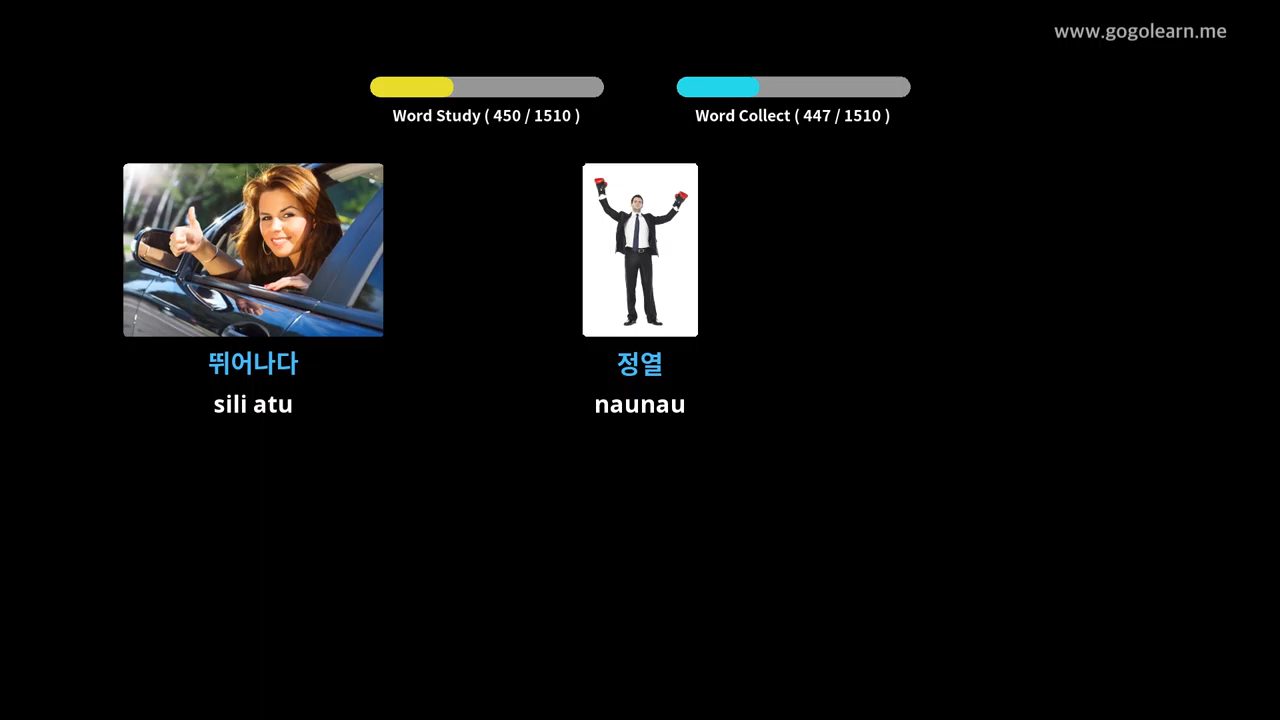 www.gogolearn.me
Word Study ( 450 / 1510 )
Word Collect ( 447 / 1510 )
뛰어나다
sili atu
정열
naunau